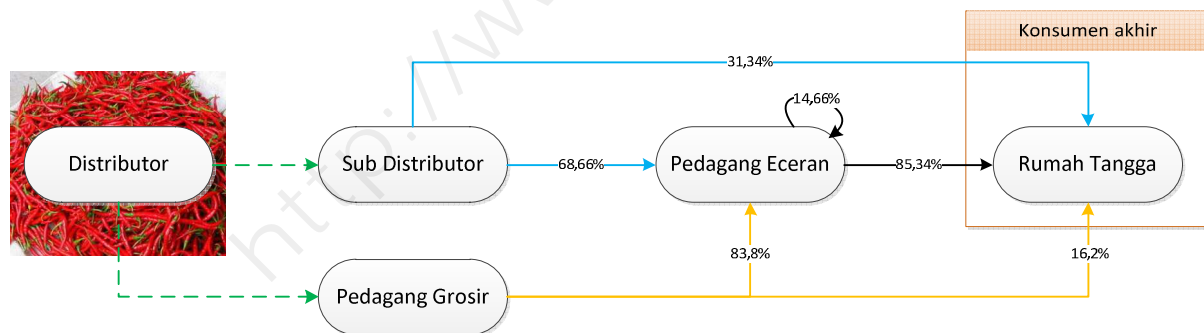 Konsumen akhir
31,34%
14,66%
Distributor
Sub Distributor
68,66%
Pedagang Eceran
85,34%
Rumah Tangga
83,8%
16,2%
Pedagang Grosir
http://w